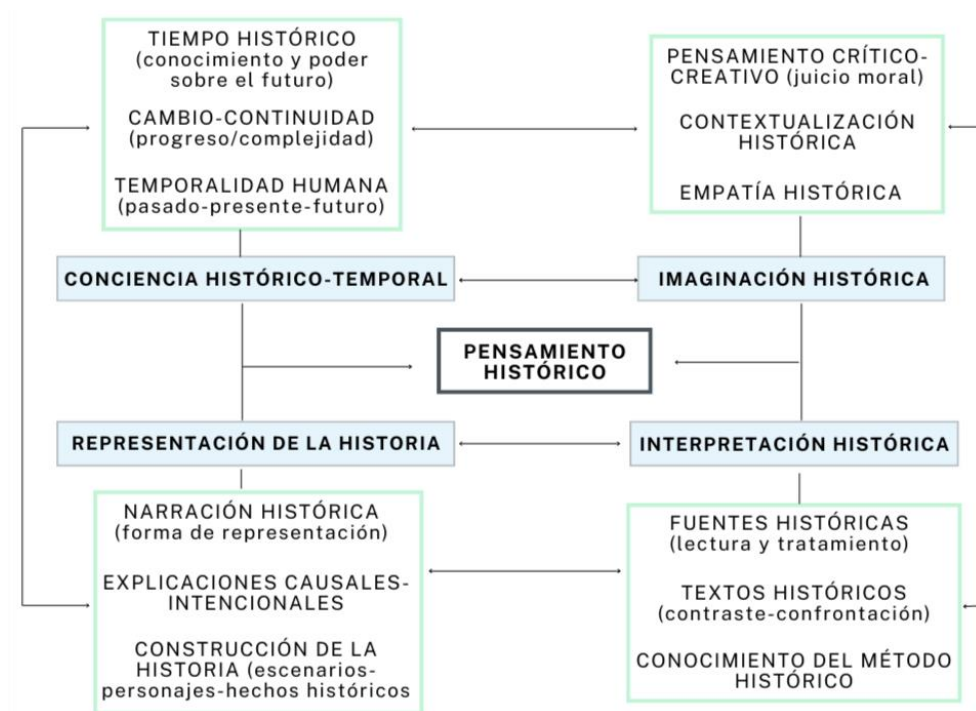 TIEMPO HISTÓRICO
(conocimiento y poder
sobre el futuro)
CAMBIO-CONTINUIDAD
(progreso/complejidad)
TEMPORALIDAD HUMANA
(pasado-presente-futuro)
PENSAMIENTO CRÍTICO-
CREATIVO (juicio moral)
CONTEXTUALIZACIÓN
HISTÓRICA
EMPATÍA HISTÓRICA
CONCIENCIA HISTÓRICO-TEMPORAL
IMAGINACIÓN HISTÓRICA
PENSAMIENTO
HISTÓRICO
REPRESENTACIÓN DE LA HISTORIA
INTERPRETACIÓN HISTÓRICA
NARRACIÓN HISTÓRICA
(forma de representación)
EXPLICACIONES CAUSALES-
INTENCIONALES
CONSTRUCCIÓN DE LA
HISTORIA (escenarios-
personajes-hechos históricos
FUENTES HISTÓRICAS
(lectura y tratamiento)
TEXTOS HISTÓRICOS
(contraste-confrontación)
CONOCIMIENTO DEL MÉTODO
HISTÓRICO